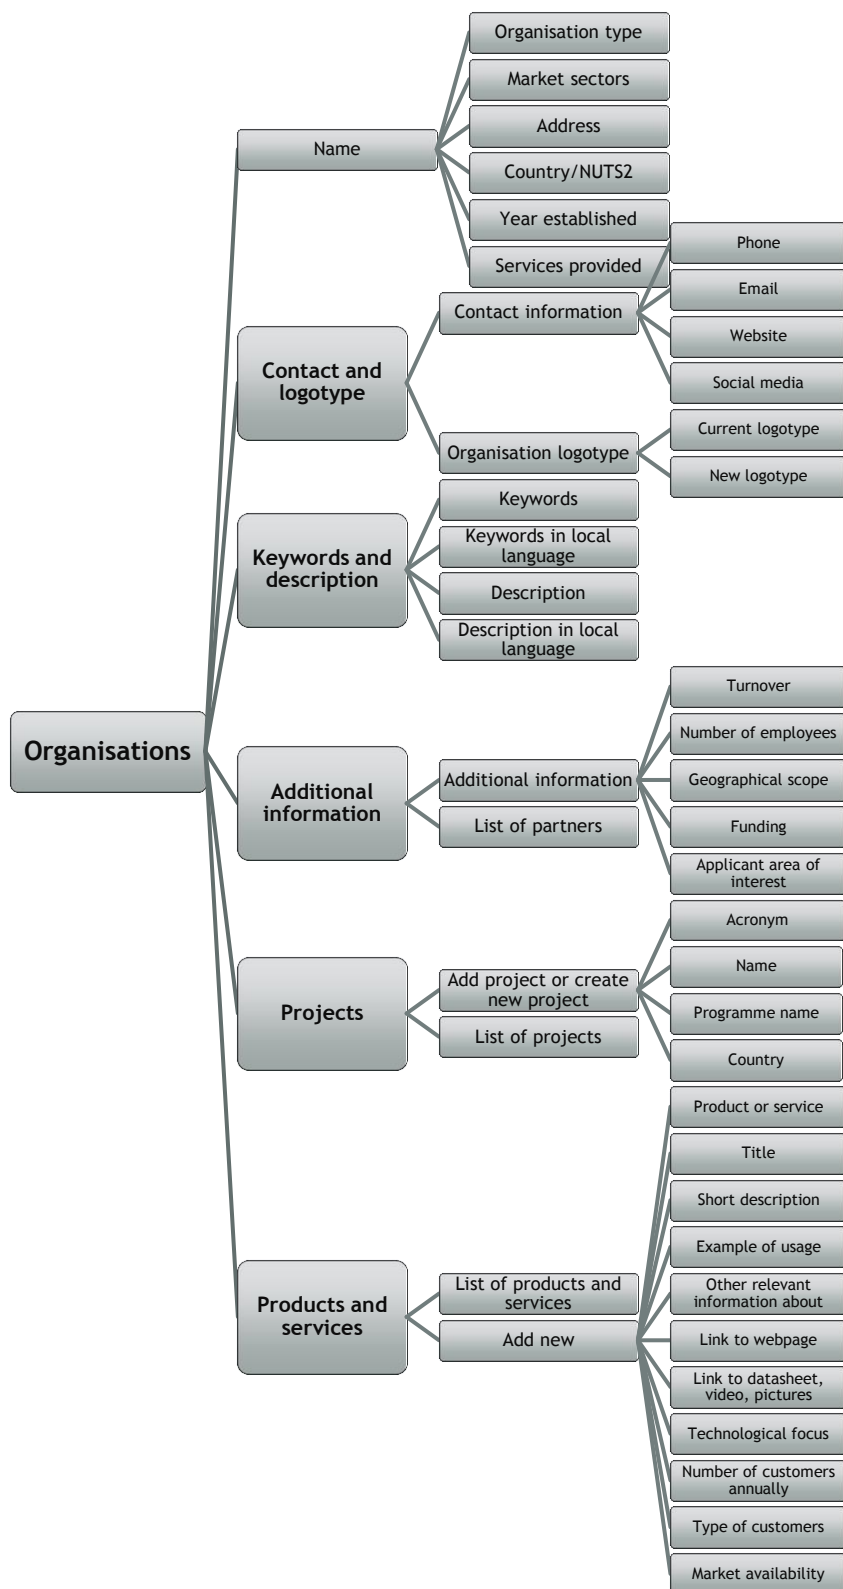 Organisations
Name
Organisation type
Market sectors
Address
Country/NUTS2
Year established
Services provided
Contact and
logotype
Contact information
Phone
Email
Website
Social media
Organisation logotype
Current logotype
New logotype
Keywords and
description
Keywords
Keywords in local
language
Description
Description in local
language
Additional
information
Additional information
Turnover
Number of employees
Geographical scope
Funding
Applicant area of
interest
List of partners
Projects
Add project or create
new project
Acronym
Name
Programme name
Country
List of projects
Products and
services
List of products and
services
Add new
Product or service
Title
Short description
Example of usage
Other relevant
information about
Link to webpage
Link to datasheet,
video, pictures
Technological focus
Number of customers
annually
Type of customers
Market availability